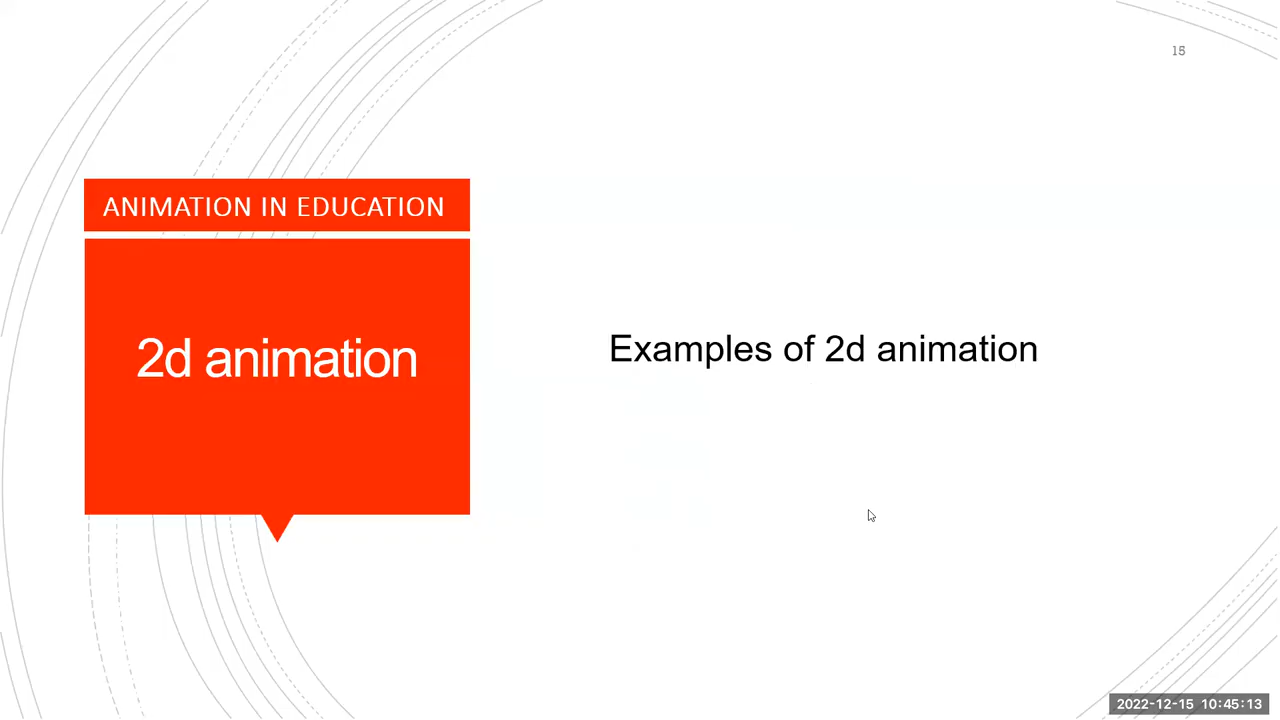 15
ANIMATION IN EDUCATION
2d animation
Examples of 2d animation
2022-12-15 10:45:13